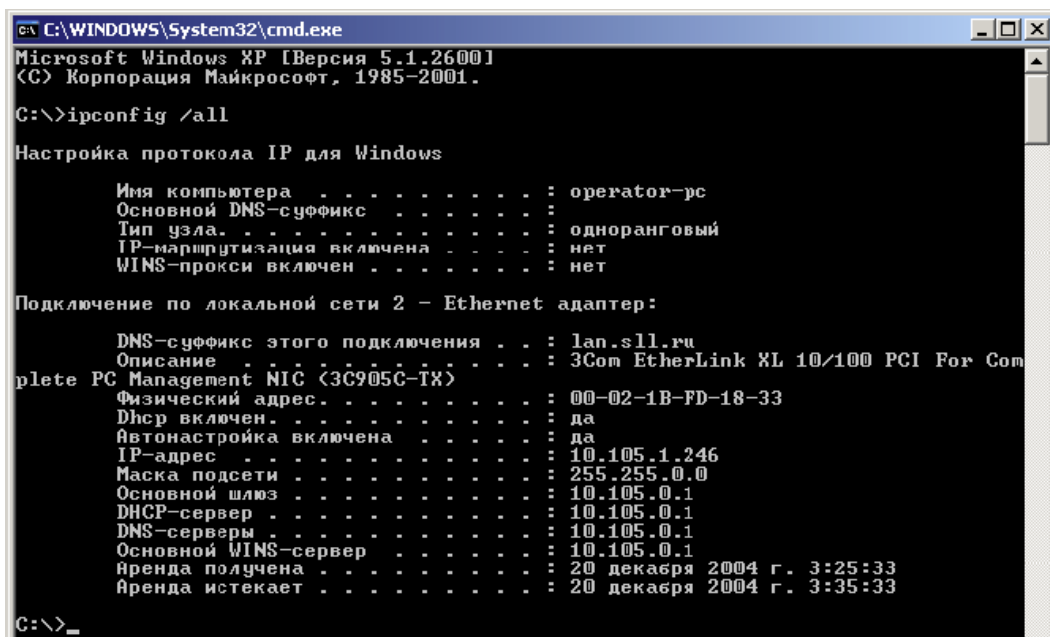 C:\WINDOWS\System32\cmd.exe
Microsoft Windows XP [Версия 5.1.2600]
(C) Корпорация Майкрософт, 1985-2001.
C:\>ipconfig /all
Настройка протокола IP для Windows
Имя компьютера . . . . . . . . . : operator-pc
Основной DNS-суффикс . . . . . . :
Тип узла. . . . . . . . . . . . . : одноранговый
IP-маршрутизация включена . . . . : нет
WINS-прокси включен . . . . . . . : нет
Подключение по локальной сети 2 - Ethernet адаптер:
DNS-суффикс этого подключения . . : lan.sll.ru
Описание . . . . . . . . . . . . : 3Com EtherLink XL 10/100 PCI For Com
plete PC Management NIC (3C905C-TX)
Физический адрес. . . . . . . . . : 00-02-1B-FD-18-33
Dhcp включен. . . . . . . . . . . : да
Автонастройка включена . . . . . : да
IP-адрес . . . . . . . . . . . . : 10.105.1.246
Маска подсети . . . . . . . . . . : 255.255.0.0
Основной шлюз . . . . . . . . . . : 10.105.0.1
DHCP-сервер . . . . . . . . . . . : 10.105.0.1
DNS-серверы . . . . . . . . . . . : 10.105.0.1
Основной WINS-сервер . . . . . . : 10.105.0.1
Аренда получена . . . . . . . . . : 20 декабря 2004 г. 3:25:33
Аренда истекает . . . . . . . . . : 20 декабря 2004 г. 3:35:33
C:\>_